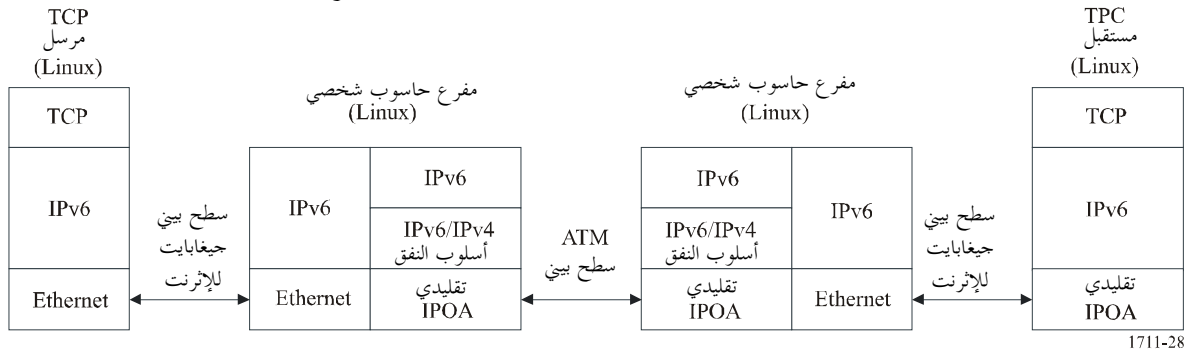 TCP
مرسل
(Linux)
TPC
مستقبل
(Linux)
مفرع حاسوب شخصي
(Linux)
مفرع حاسوب شخصي
(Linux)
TCP
IPv6
Ethernet
سطح بيني
جيغابايت
للإثرنت
IPv6
Ethernet
IPv6
IPv6/IPv4
أسلوب النفق
تقليدي
IPOA
ATM
سطح بيني
IPv6
IPv6/IPv4
أسلوب النفق
تقليدي
IPOA
IPv6
Ethernet
سطح بيني
جيغابايت
للإثرنت
TCP
IPv6
تقليدي
IPOA
1711-28